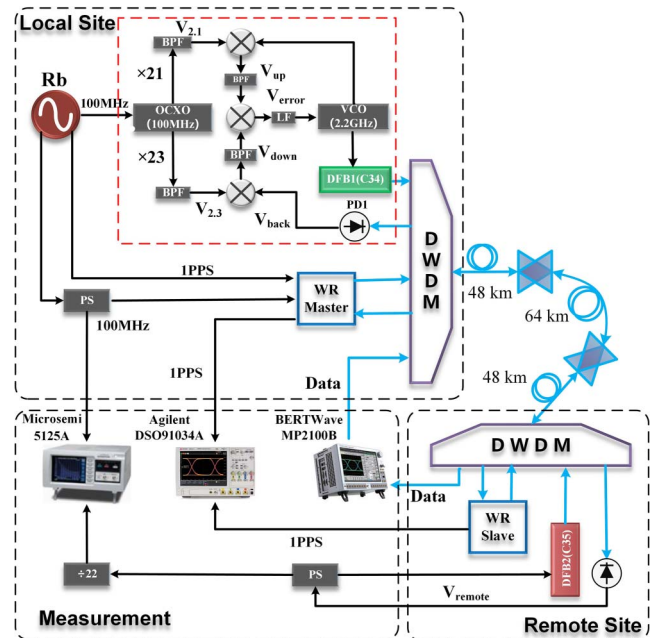 Local Site
Rb
100MHz
×21
BPF
V2.1
OCXO
(100MHz)
×23
BPF
V2.3
BPF
Vup
Verror
LF
VCO
(2.2GHz)
BPF
Vdown
DFB1(C34)
Vback
PD1
DWDM
1PPS
PS
100MHz
WR
Master
48 km
64 km
48 km
1PPS
Data
Microsemi
5125A
Agilent
DSO91034A
BERTWave
MP2100B
DWDM
Data
WR
Slave
1PPS
DFB2(C35)
÷22
PS
Vremote
Measurement
Remote Site